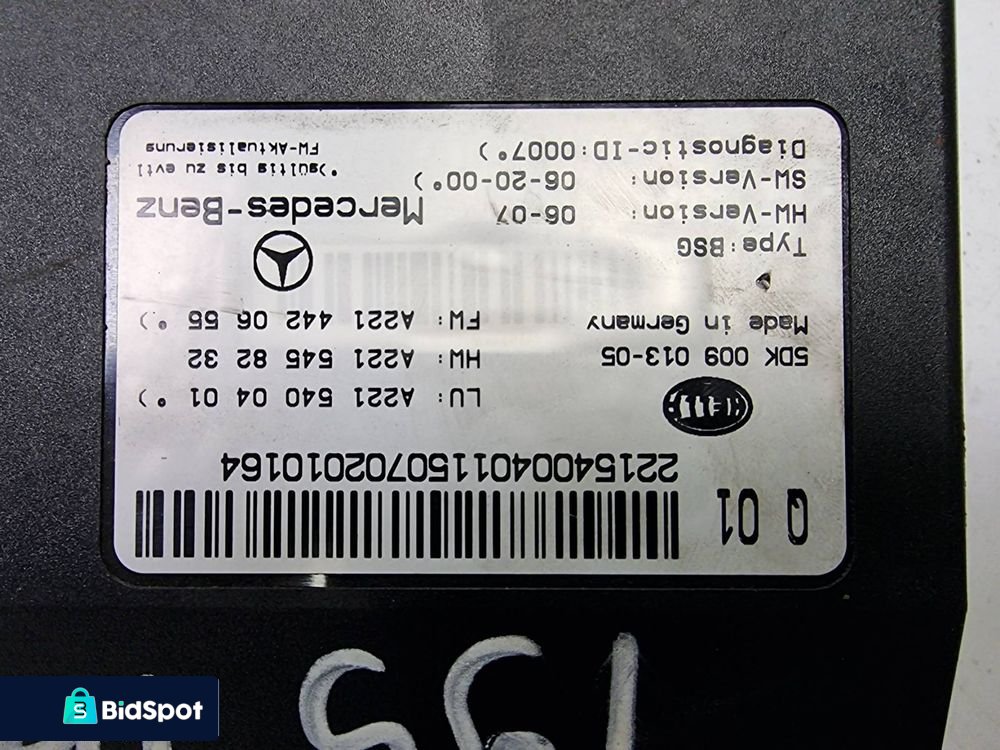 Q 01
2215400401150702010164
HELLA
LU: A221 540 04 01 °)
5DK 009 013-05
HW: A221 545 82 32
Made in Germany
FW: A221 442 06 55 °)
Type: BSG
HW-Version: 06-07
Mercedes-Benz
SW-Version: 06-20-00°)
°)gültig bis zu evtl
Diagnostic-ID:0007°)
FW-Aktualisierung
BidSpot